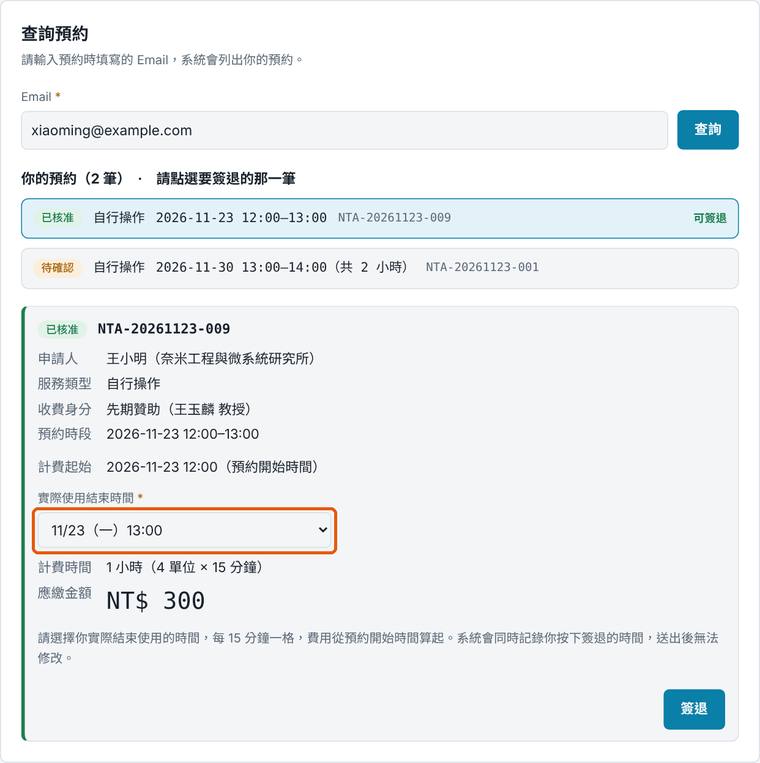 查詢預約
請輸入預約時填寫的 Email，系統會列出你的預約。
Email *
xiaoming@example.com
查詢
你的預約（2 筆） · 請點選要簽退的那一筆
已核准 自行操作 2026-11-23 12:00–13:00 NTA-20261123-009 可簽退
待確認 自行操作 2026-11-30 13:00–14:00（共 2 小時） NTA-20261123-001
已核准 NTA-20261123-009
申請人 王小明（奈米工程與微系統研究所）
服務類型 自行操作
收費身分 先期贊助（王玉麟 教授）
預約時段 2026-11-23 12:00–13:00
計費起始 2026-11-23 12:00（預約開始時間）
實際使用結束時間 *
11/23（一）13:00
計費時間 1 小時（4 單位 × 15 分鐘）
應繳金額 NT$ 300
請選擇你實際結束使用的時間，每 15 分鐘一格，費用從預約開始時間算起。系統會同時記錄你按下簽退的時間，送出後無法
修改。
簽退